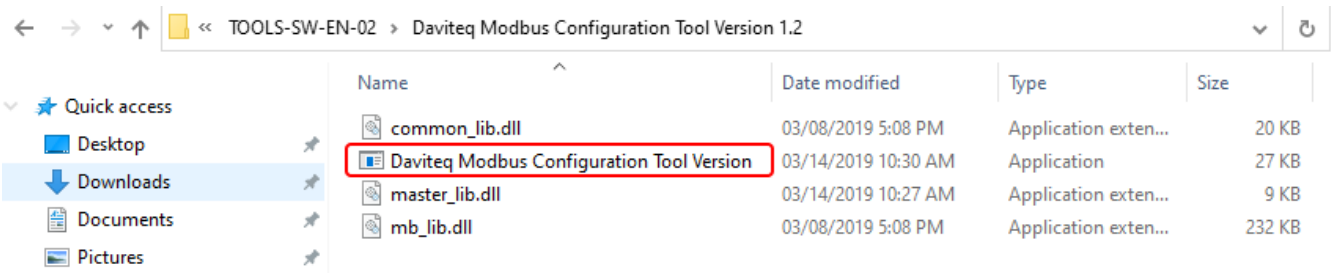 « TOOLS-SW-EN-02 > Daviteq Modbus Configuration Tool Version 1.2
Name Date modified Type Size
Quick access
common_lib.dll 03/08/2019 5:08 PM Application exten... 20 KB
Desktop
Daviteq Modbus Configuration Tool Version 03/14/2019 10:30 AM Application 27 KB
Downloads
master_lib.dll 03/14/2019 10:27 AM Application exten... 9 KB
Documents
mb_lib.dll 03/08/2019 5:08 PM Application exten... 232 KB
Pictures